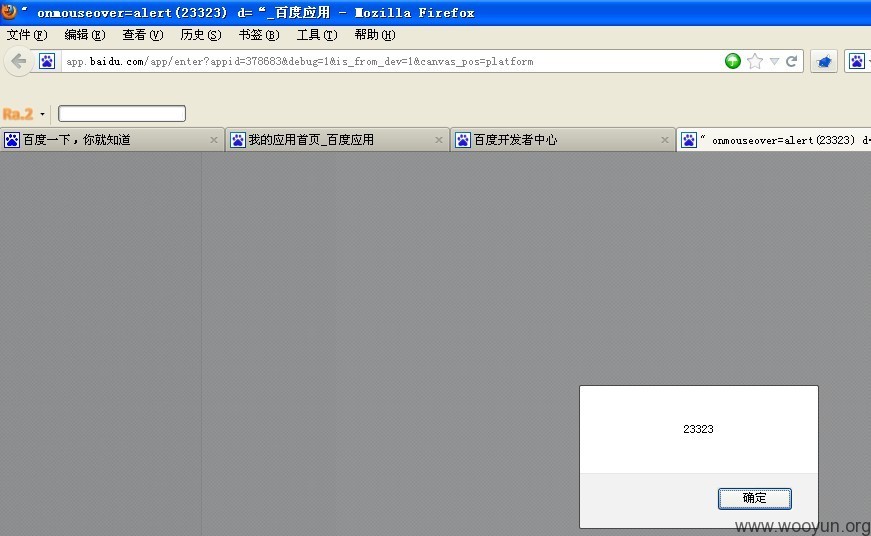 “ onmouseover=alert(23323) d=“_百度应用 - Mozilla Firefox
文件(F) 编辑(E) 查看(V) 历史(S) 书签(B) 工具(T) 帮助(H)
app.baidu.com/app/enter?appid=378683&debug=1&is_from_dev=1&canvas_pos=platform
Ra.2
百度一下，你就知道 我的应用首页_百度应用 百度开发者中心 “ onmouseover=alert(23323) d=
23323
确定
www.wooyun.org